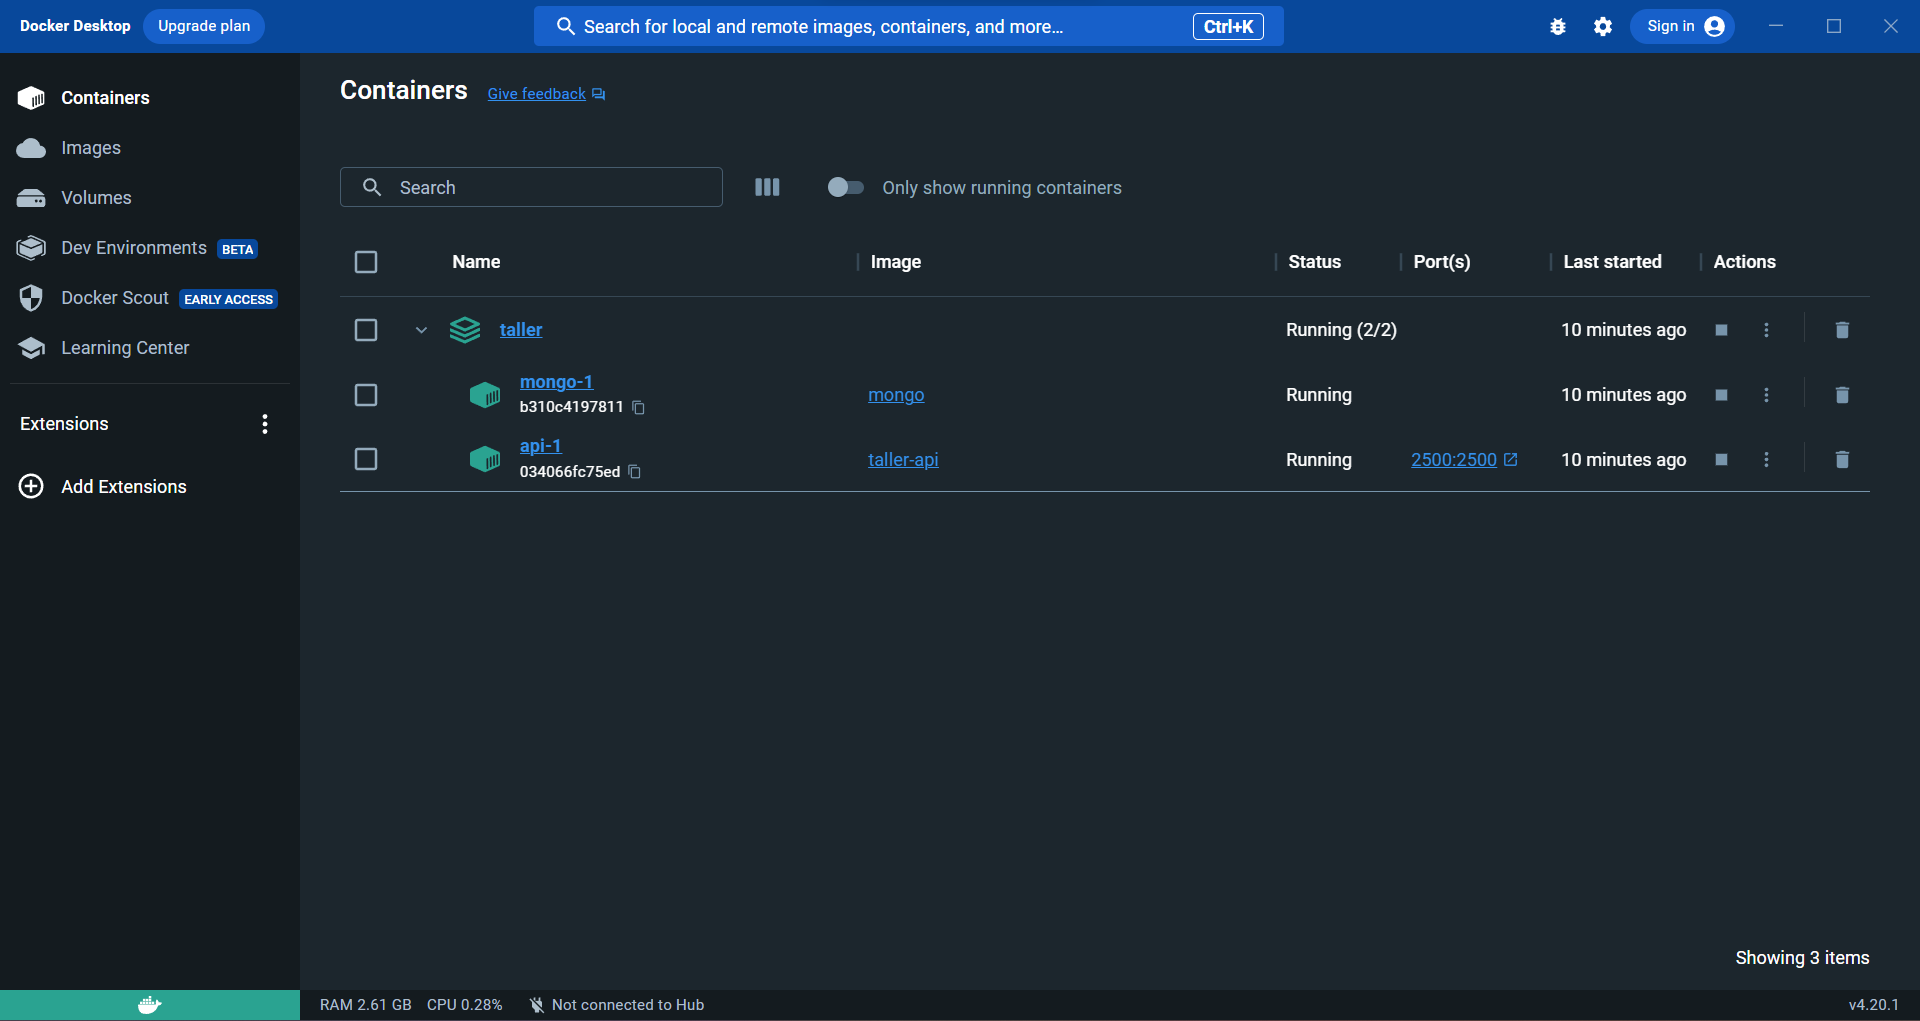 Docker Desktop
Upgrade plan
Search for local and remote images, containers, and more...
Ctrl+K
Sign in
Containers
Images
Volumes
Dev Environments BETA
Docker Scout EARLY ACCESS
Learning Center
Extensions
Add Extensions
Containers
Give feedback
Search
Only show running containers
Name Image Status Port(s) Last started Actions
taller Running (2/2) 10 minutes ago
mongo-1
b310c4197811
mongo Running 10 minutes ago
api-1
034066fc75ed
taller-api Running 2500:2500 10 minutes ago
Showing 3 items
RAM 2.61 GB CPU 0.28% Not connected to Hub
v4.20.1